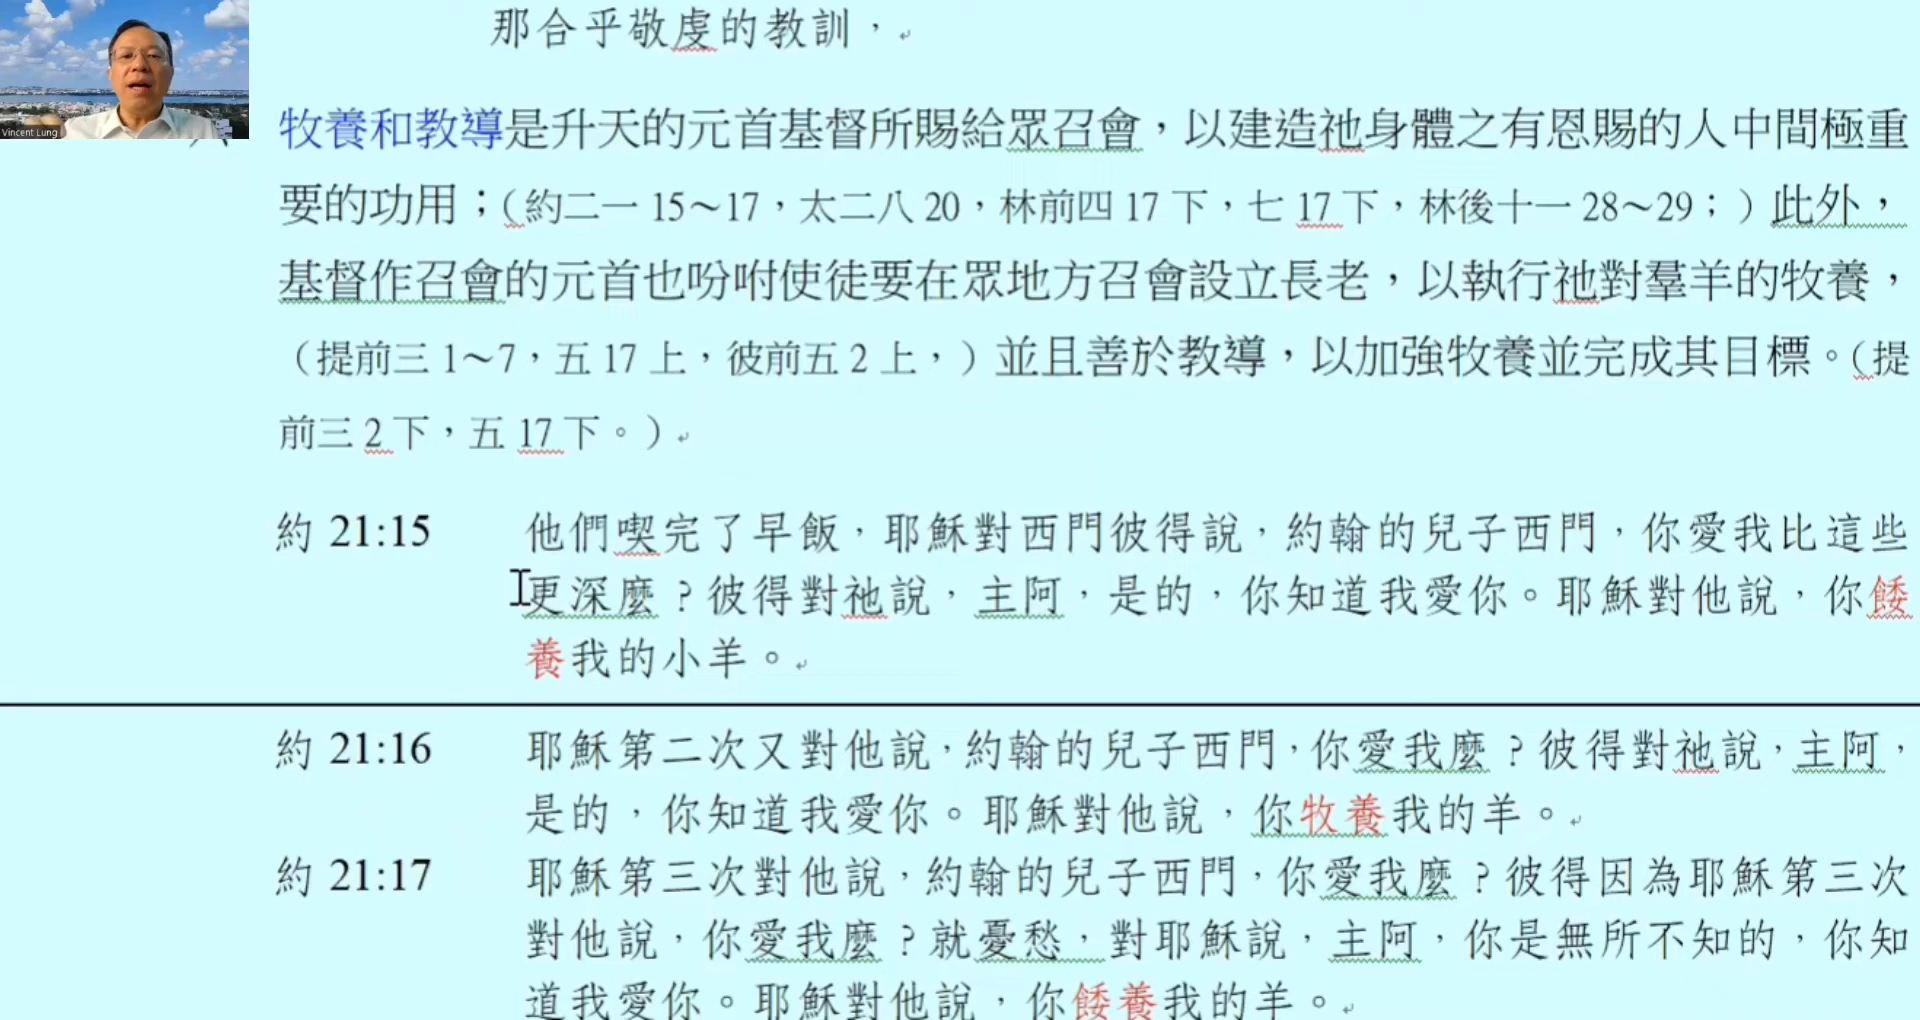 那合乎敬虔的教訓，
Vincent Lung
牧養和教導是升天的元首基督所賜給眾召會，以建造祂身體之有恩賜的人中間極重
要的功用；（約二一 15～17，太二八 20，林前四 17 下，七 17 下，林後十一 28～29；）此外，
基督作召會的元首也吩咐使徒要在眾地方召會設立長老，以執行祂對羣羊的牧養，
（提前三 1～7，五 17 上，彼前五 2 上，）並且善於教導，以加強牧養並完成其目標。（提
前三 2 下，五 17 下。）
約 21:15 他們喫完了早飯，耶穌對西門彼得說，約翰的兒子西門，你愛我比這些
更深麼？彼得對祂說，主阿，是的，你知道我愛你。耶穌對他說，你餧
養我的小羊。
約 21:16 耶穌第二次又對他說，約翰的兒子西門，你愛我麼？彼得對祂說，主阿，
是的，你知道我愛你。耶穌對他說，你牧養我的羊。
約 21:17 耶穌第三次對他說，約翰的兒子西門，你愛我麼？彼得因為耶穌第三次
對他說，你愛我麼？就憂愁，對耶穌說，主阿，你是無所不知的，你知
道我愛你。耶穌對他說，你餧養我的羊。